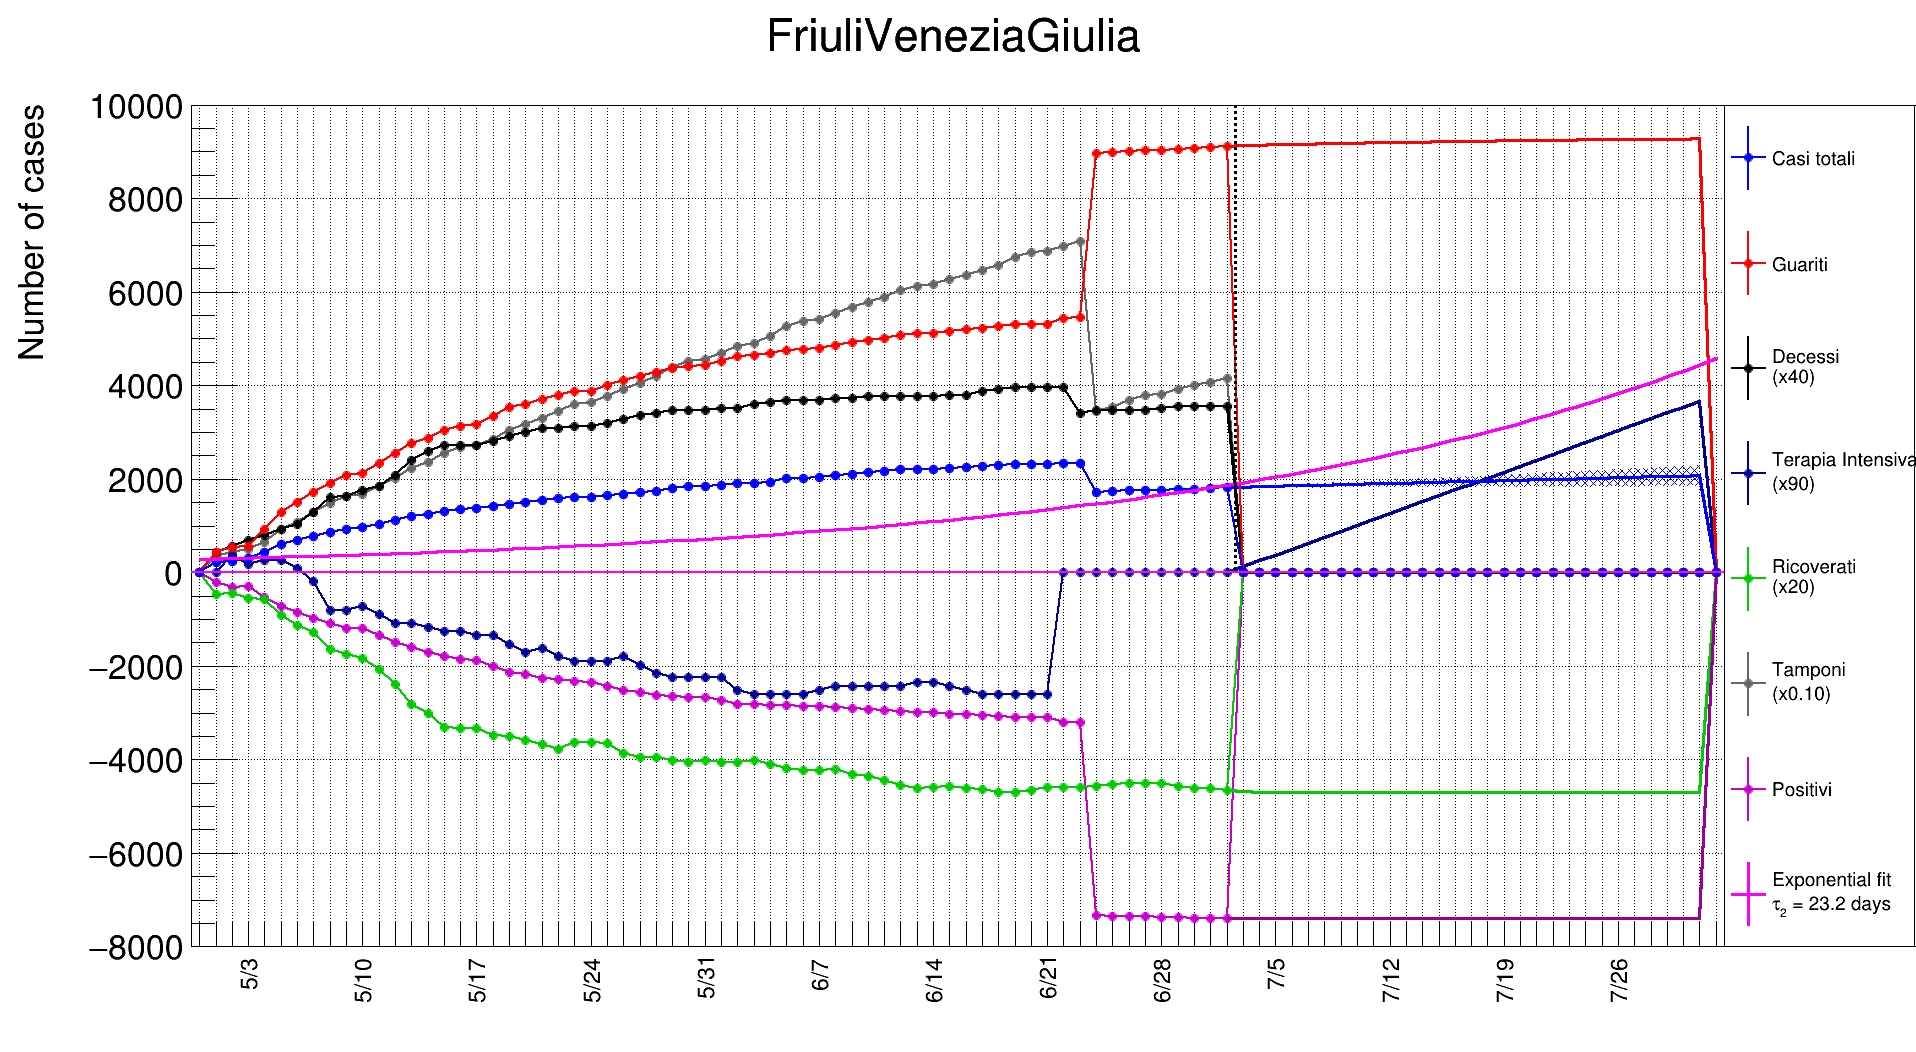 FriuliVeneziaGiulia
Number of cases
10000
8000
6000
4000
2000
0
−2000
−4000
−6000
−8000
5/3
5/10
5/17
5/24
5/31
6/7
6/14
6/21
6/28
7/5
7/12
7/19
7/26
Casi totali
Guariti
Decessi
(x40)
Terapia Intensiva
(x90)
Ricoverati
(x20)
Tamponi
(x0.10)
Positivi
Exponential fit
τ2 = 23.2 days